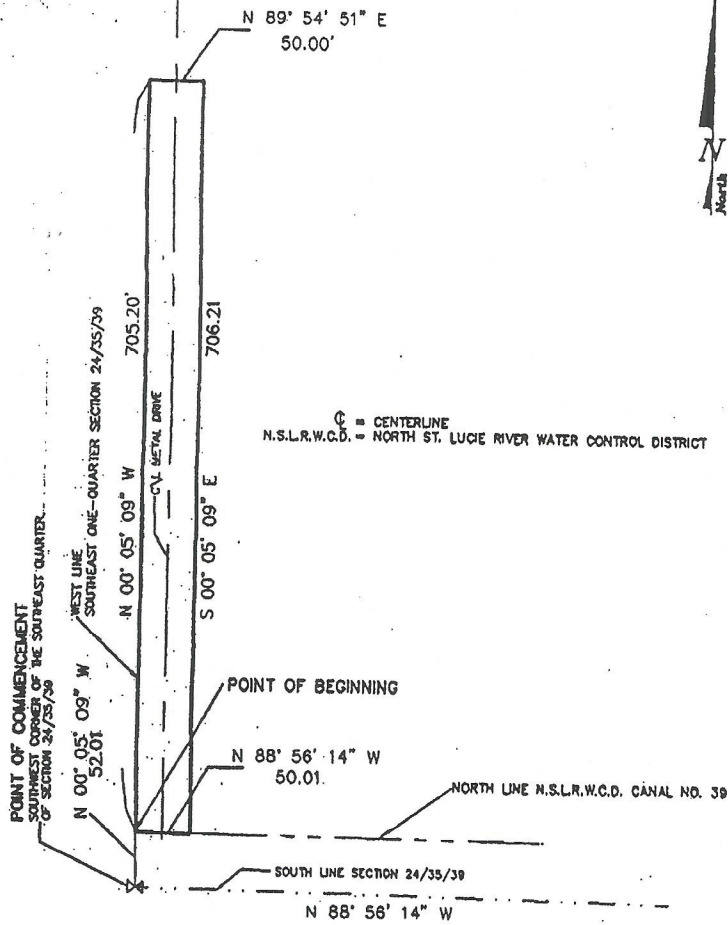 N 89° 54' 51" E
50.00'
N
North
705.20'
706.21
WEST LINE
SOUTHEAST ONE-QUARTER SECTION 24/35/39
C\L METAL DRIVE
N 00° 05' 09" W
S 00° 05' 09" E
℄ = CENTERLINE
N.S.L.R.W.C.D. = NORTH ST. LUCIE RIVER WATER CONTROL DISTRICT
POINT OF COMMENCEMENT
SOUTHWEST CORNER OF THE SOUTHEAST QUARTER
OF SECTION 24/35/39
N 00° 05' 09" W
52.01
POINT OF BEGINNING
N 88° 56' 14" W
50.01
NORTH LINE N.S.L.R.W.C.D. CANAL NO. 39
SOUTH LINE SECTION 24/35/39
N 88° 56' 14" W